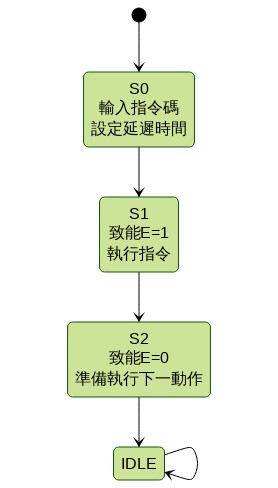 S0
輸入指令碼
設定延遲時間
S1
致能E=1
執行指令
S2
致能E=0
準備執行下一動作
IDLE